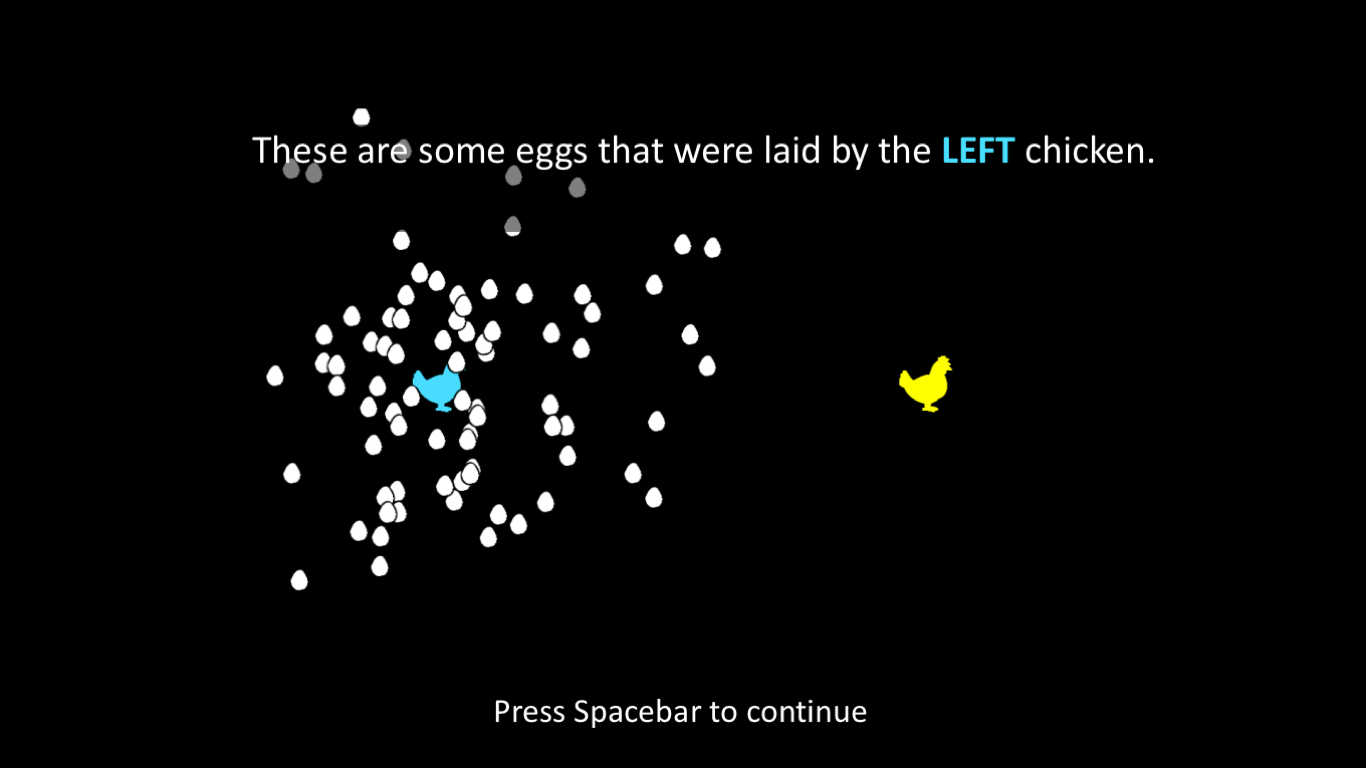 These are some eggs that were laid by the LEFT chicken.
Press Spacebar to continue